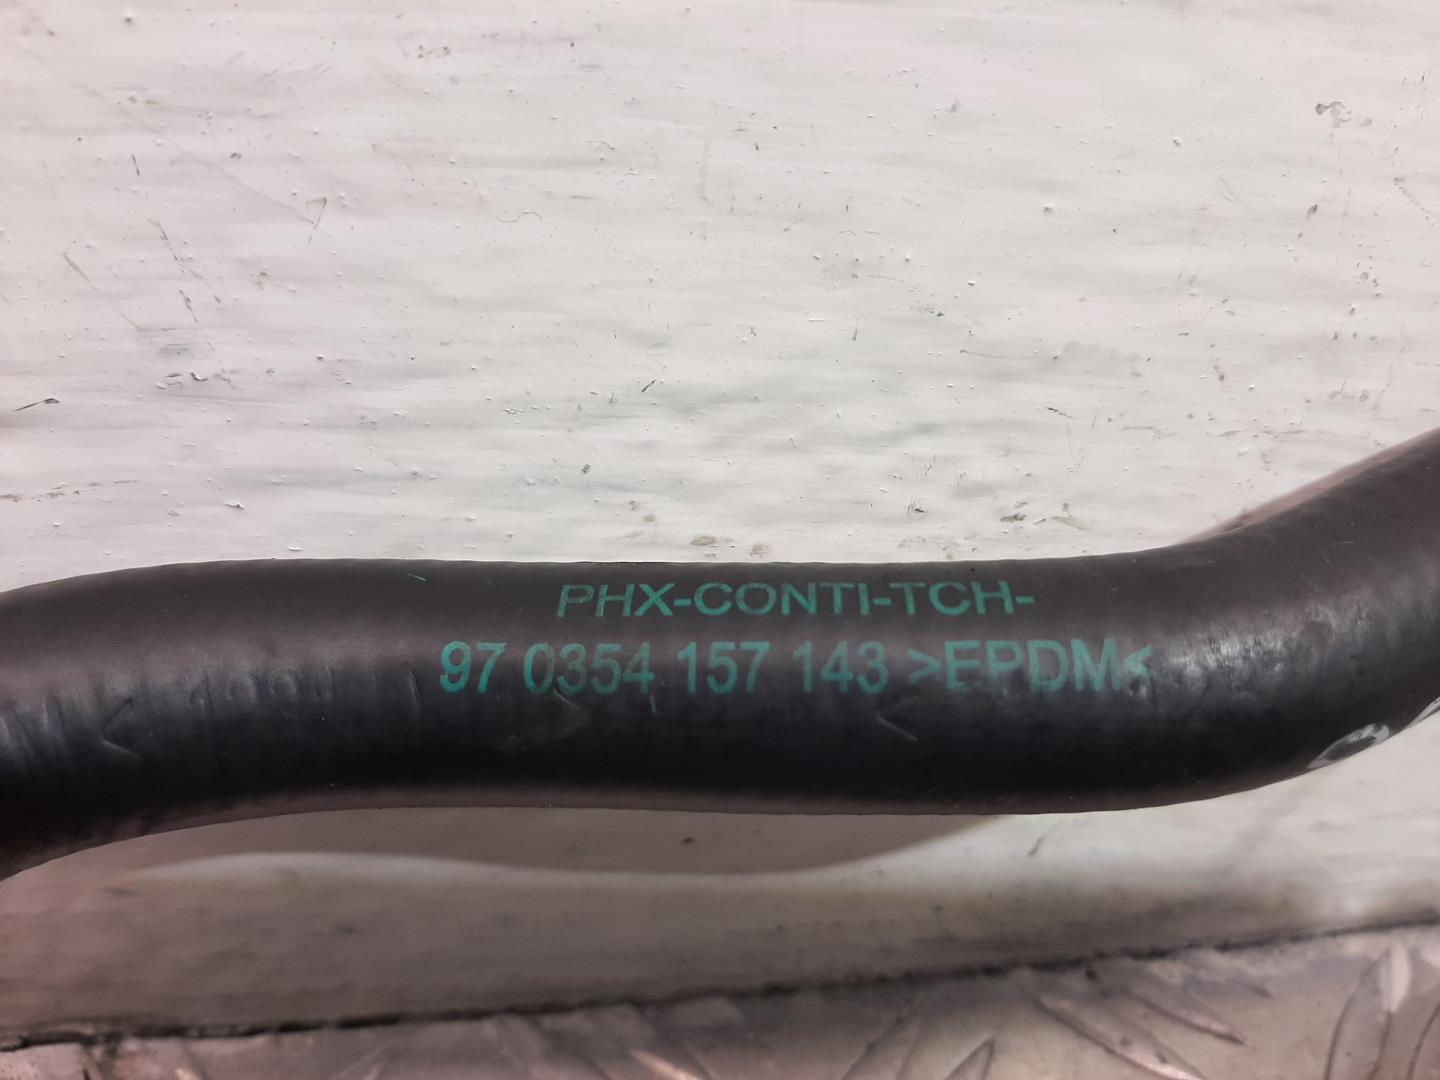 PHX-CONTI-TCH-
97 0354 157 143 >EPDM<